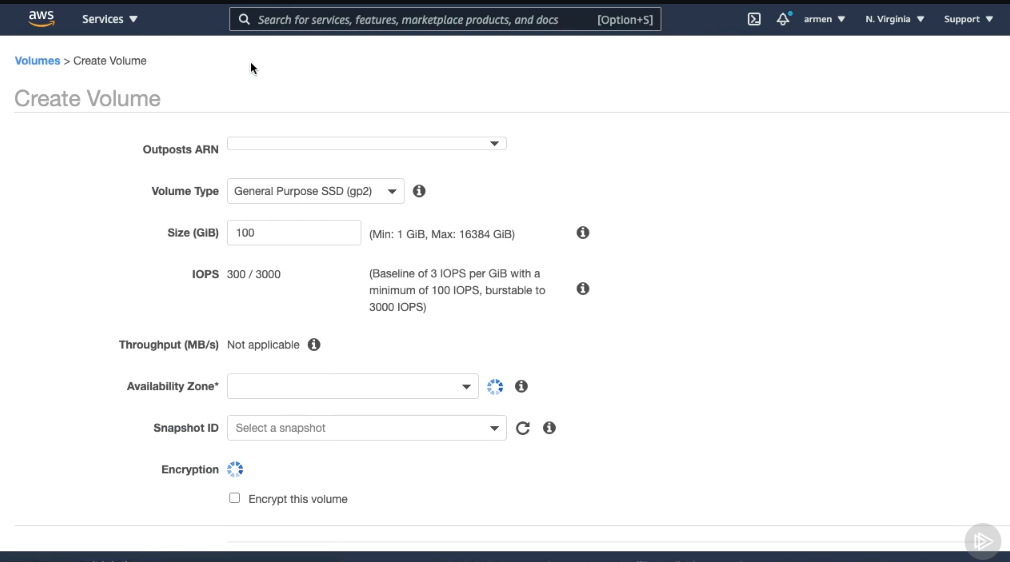 aws Services Search for services, features, marketplace products, and docs [Option+S] armen N. Virginia Support
Volumes > Create Volume
Create Volume
Outposts ARN
Volume Type General Purpose SSD (gp2)
Size (GiB) 100 (Min: 1 GiB, Max: 16384 GiB)
IOPS 300 / 3000 (Baseline of 3 IOPS per GiB with a
minimum of 100 IOPS, burstable to
3000 IOPS)
Throughput (MB/s) Not applicable
Availability Zone*
Snapshot ID Select a snapshot
Encryption
Encrypt this volume